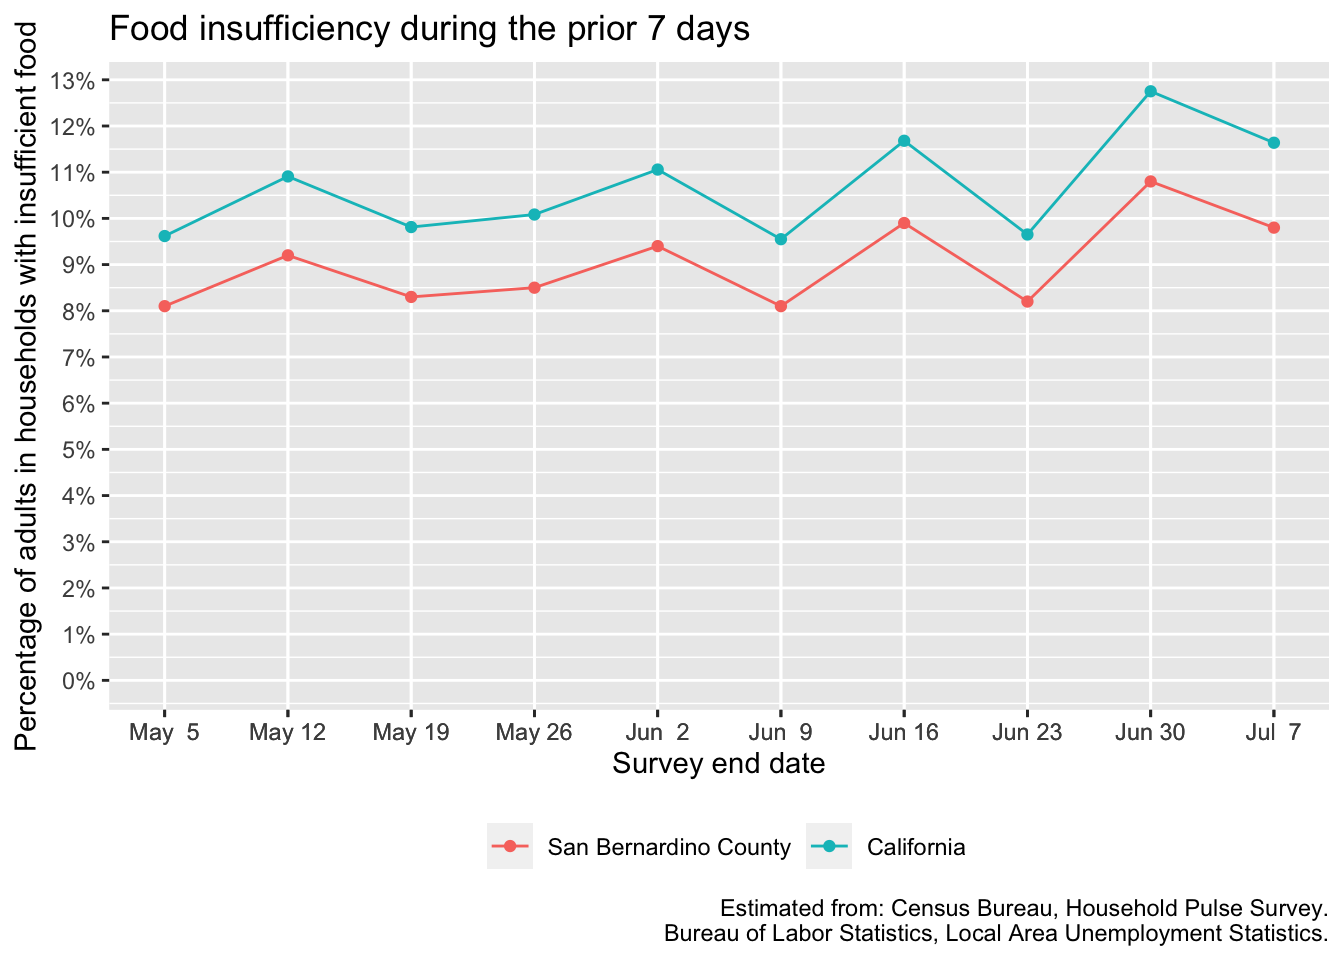 Food insufficiency during the prior 7 days
Percentage of adults in households with insufficient food
13%
12%
11%
10%
9%
8%
7%
6%
5%
4%
3%
2%
1%
0%
May  5 May 12 May 19 May 26 Jun  2 Jun  9 Jun 16 Jun 23 Jun 30 Jul  7
Survey end date
San Bernardino County California
Estimated from: Census Bureau, Household Pulse Survey.
Bureau of Labor Statistics, Local Area Unemployment Statistics.